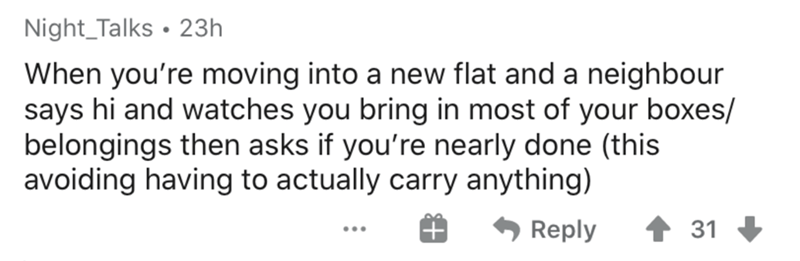 Night_Talks • 23h
When you're moving into a new flat and a neighbour
says hi and watches you bring in most of your boxes/
belongings then asks if you're nearly done (this
avoiding having to actually carry anything)
... Reply 31